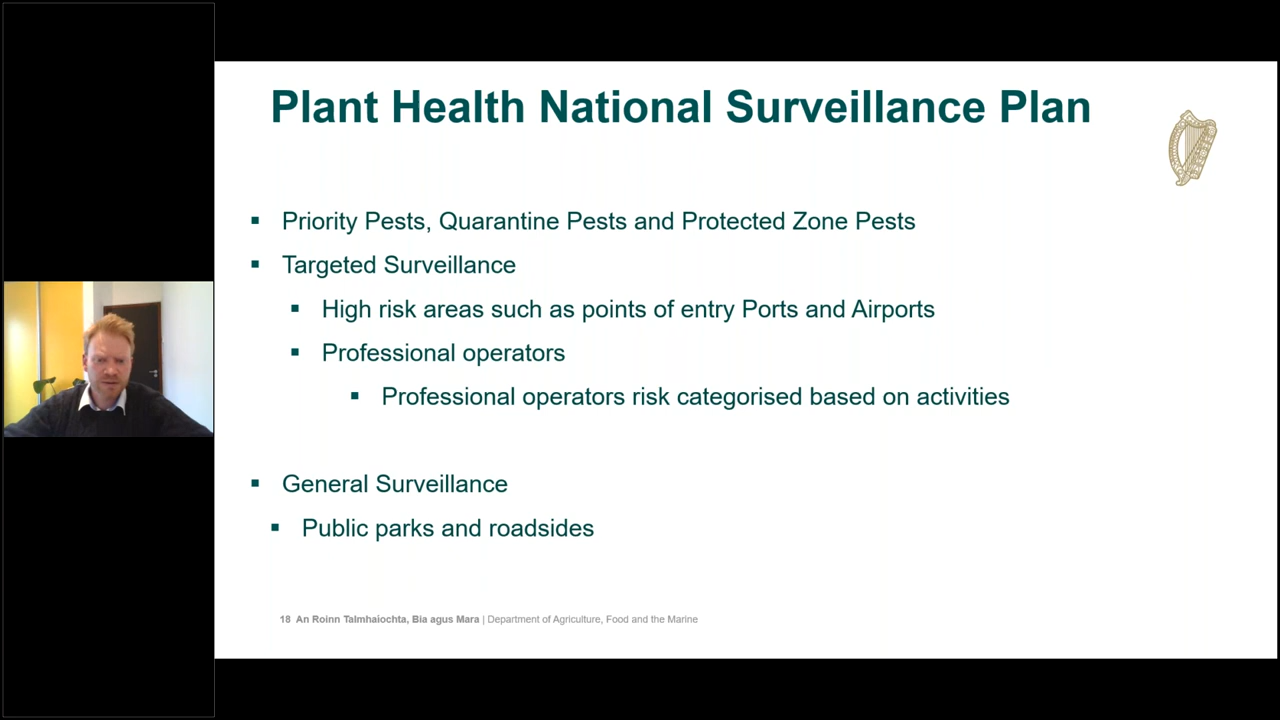 Plant Health National Surveillance Plan
Priority Pests, Quarantine Pests and Protected Zone Pests
Targeted Surveillance
High risk areas such as points of entry Ports and Airports
Professional operators
Professional operators risk categorised based on activities
General Surveillance
Public parks and roadsides
18 An Roinn Talmhaíochta, Bia agus Mara | Department of Agriculture, Food and the Marine